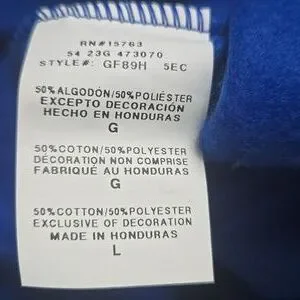 RN#15763
54 23G 473070
STYLE#: GF89H 5EC
50%ALGODÓN/50%POLIÉSTER
EXCEPTO DECORACIÓN
HECHO EN HONDURAS
G
50%COTON/50%POLYESTER
DÉCORATION NON COMPRISE
FABRIQUÉ AU HONDURAS
G
50%COTTON/50%POLYESTER
EXCLUSIVE OF DECORATION
MADE IN HONDURAS
L